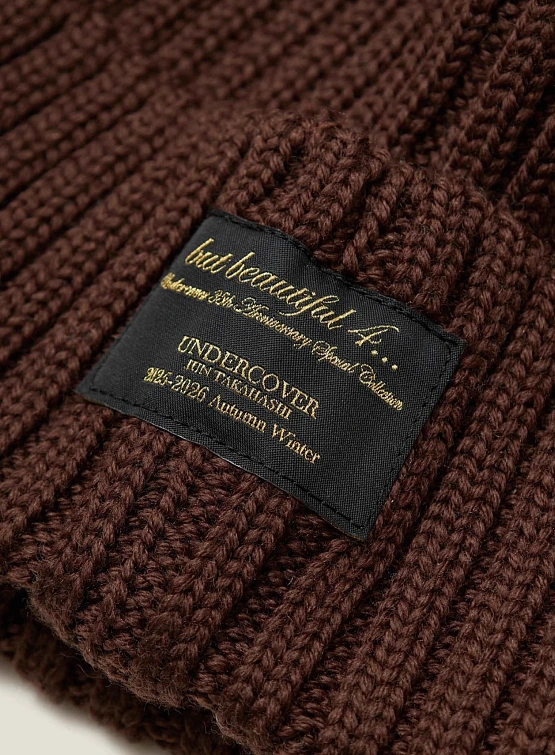 but beautiful 4...
Undercover 35th Anniversary Special Collection
UNDERCOVER
JUN TAKAHASHI
2025-2026 Autumn Winter